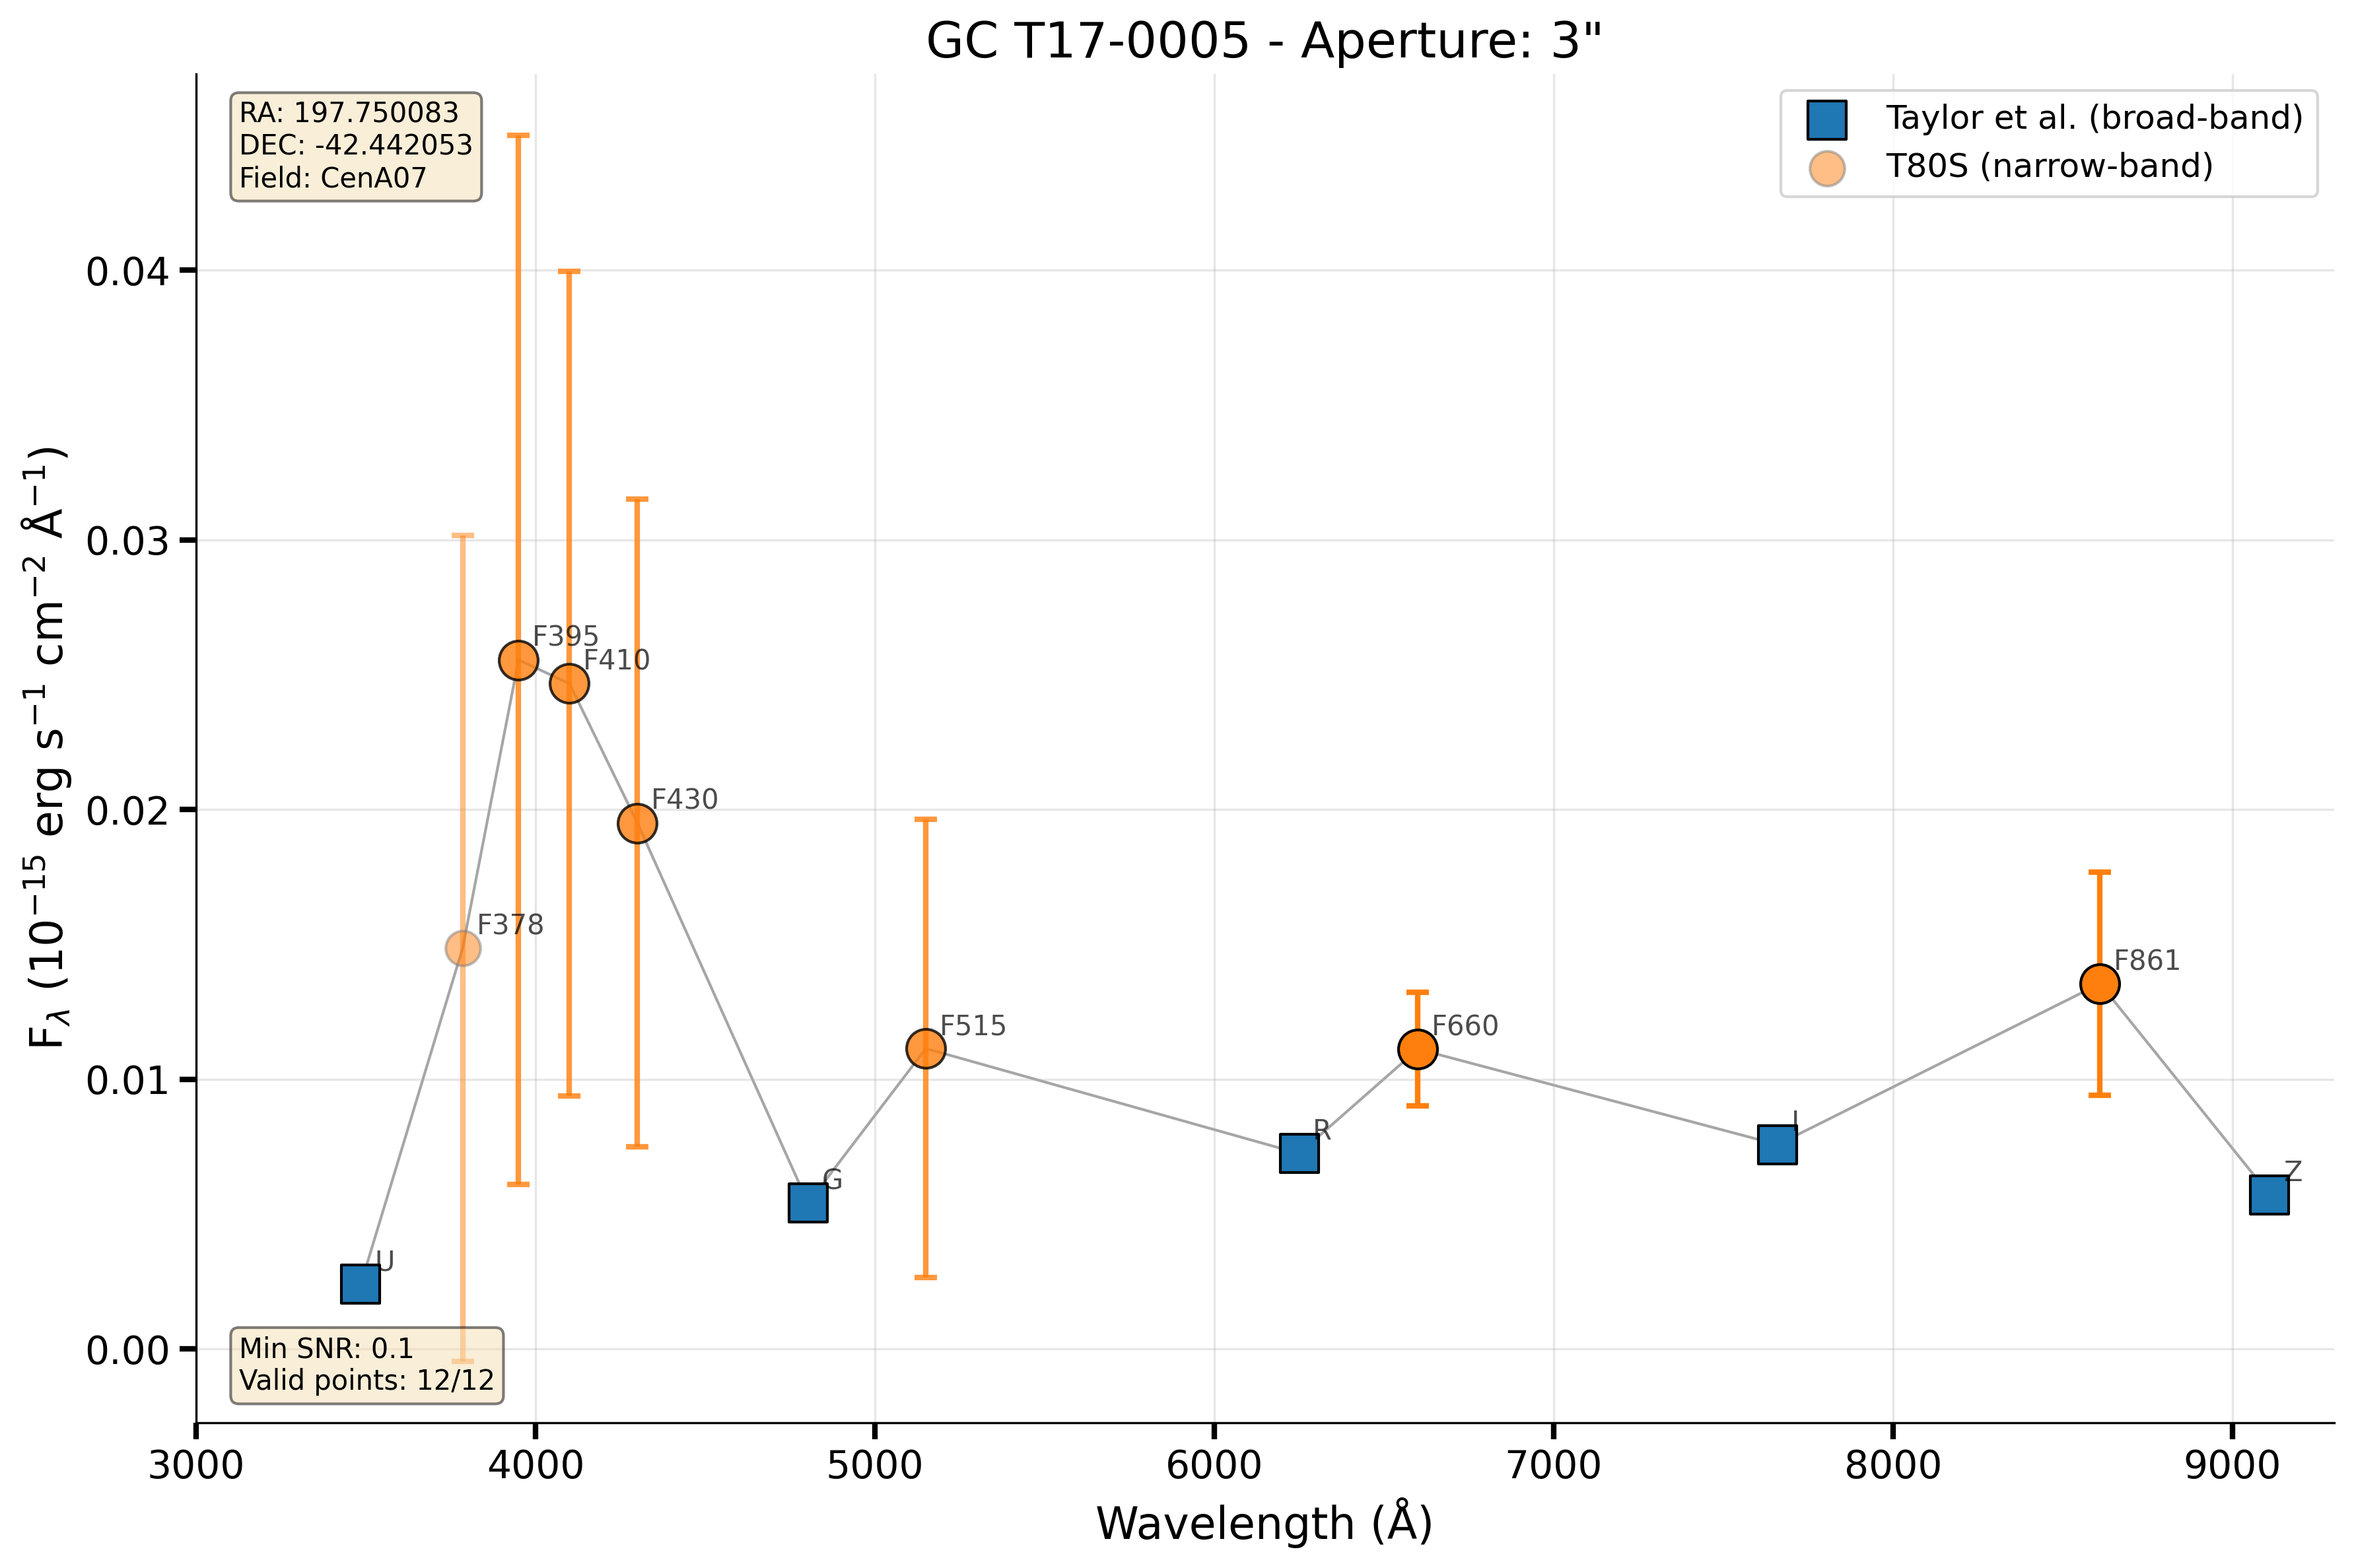 GC T17-0005 - Aperture: 3"
RA: 197.750083
DEC: -42.442053
Field: CenA07
Taylor et al. (broad-band)
T80S (narrow-band)
F_λ (10⁻¹⁵ erg s⁻¹ cm⁻² Å⁻¹)
0.04
0.03
0.02
0.01
0.00
F395
F410
F430
F378
F515
F660
F861
R
I
G
Z
U
Min SNR: 0.1
Valid points: 12/12
3000 4000 5000 6000 7000 8000 9000
Wavelength (Å)